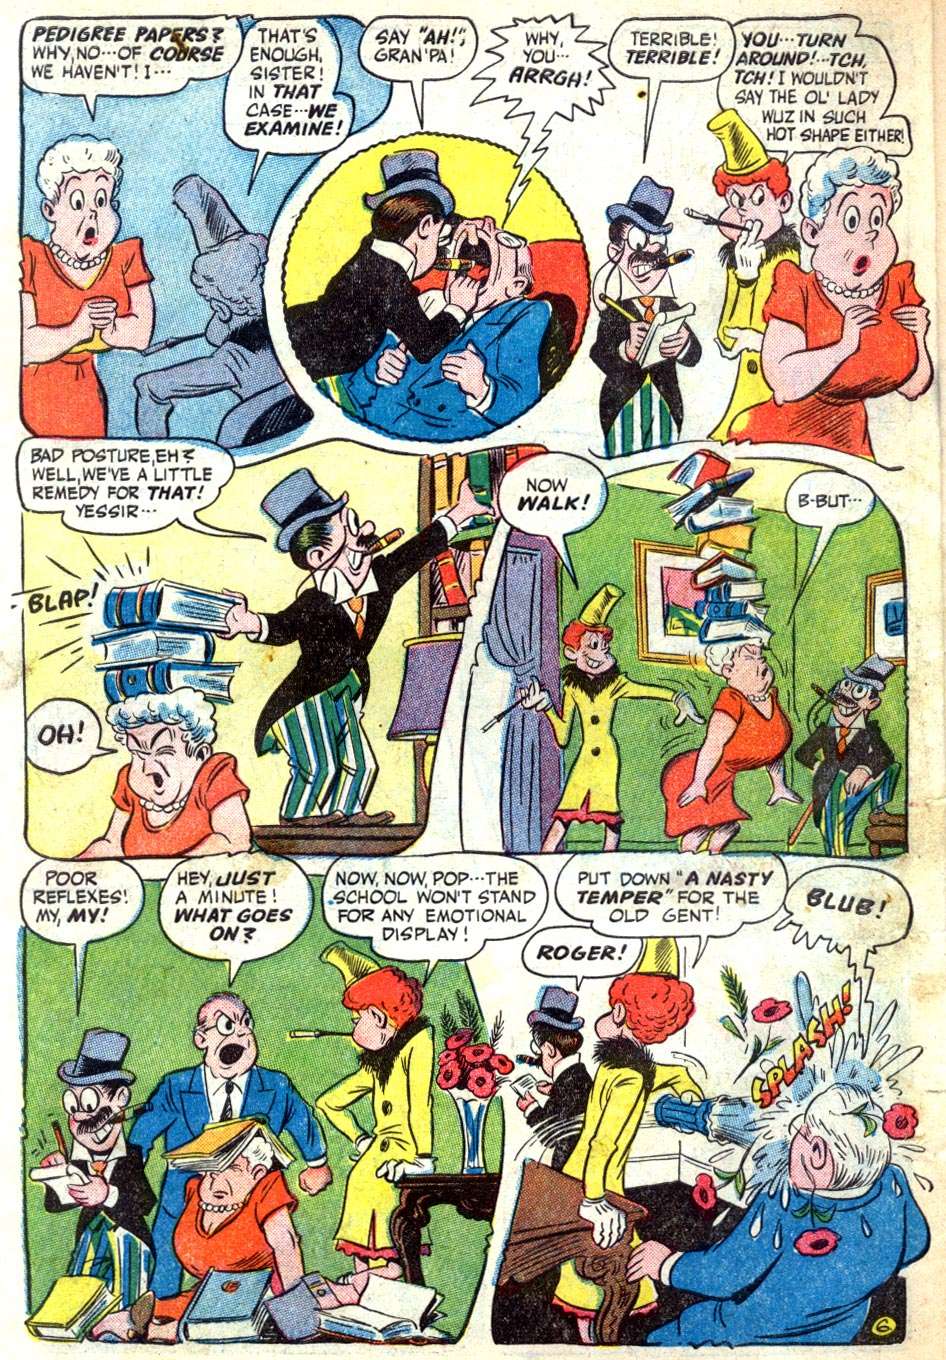 PEDIGREE PAPERS?
WHY, NO---OF COURSE
WE HAVEN'T! I---
THAT'S
ENOUGH,
SISTER!
IN THAT
CASE---WE
EXAMINE!
SAY "AH!",
GRAN'PA!
WHY,
YOU---
ARRGH!
TERRIBLE!
TERRIBLE!
YOU---TURN
AROUND!---TCH,
TCH! I WOULDN'T
SAY THE OL' LADY
WUZ IN SUCH
HOT SHAPE EITHER!
BAD POSTURE, EH?
WELL, WE'VE A LITTLE
REMEDY FOR THAT!
YESSIR---
BLAP!
OH!
NOW
WALK!
B-BUT---
POOR
REFLEXES!
MY, MY!
HEY, JUST
A MINUTE!
WHAT GOES
ON?
NOW, NOW, POP---THE
SCHOOL WON'T STAND
FOR ANY EMOTIONAL
DISPLAY!
PUT DOWN "A NASTY
TEMPER" FOR THE
OLD GENT!
ROGER!
BLUB!
SPLASH!
6